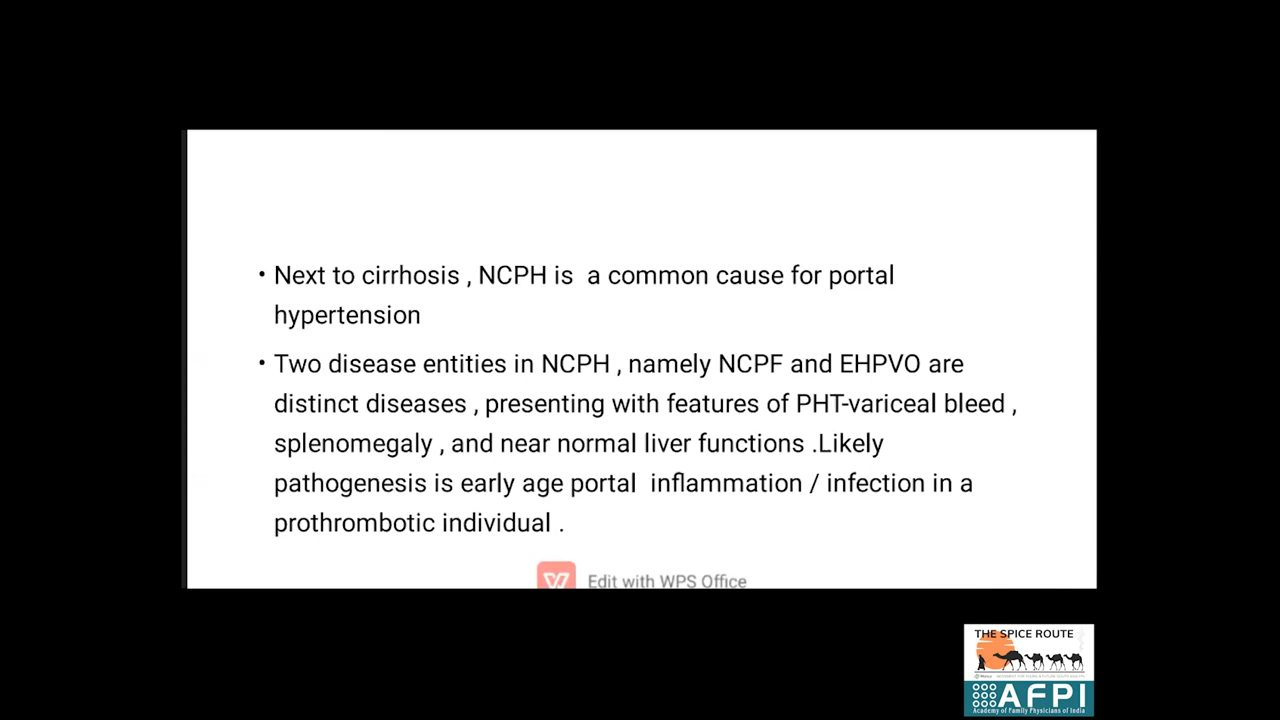 • Next to cirrhosis , NCPH is  a common cause for portal
hypertension
• Two disease entities in NCPH , namely NCPF and EHPVO are
distinct diseases , presenting with features of PHT-variceal bleed ,
splenomegaly , and near normal liver functions .Likely
pathogenesis is early age portal  inflammation / infection in a
prothrombotic individual .
Edit with WPS Office
THE SPICE ROUTE
AFPI
Academy of Family Physicians of India